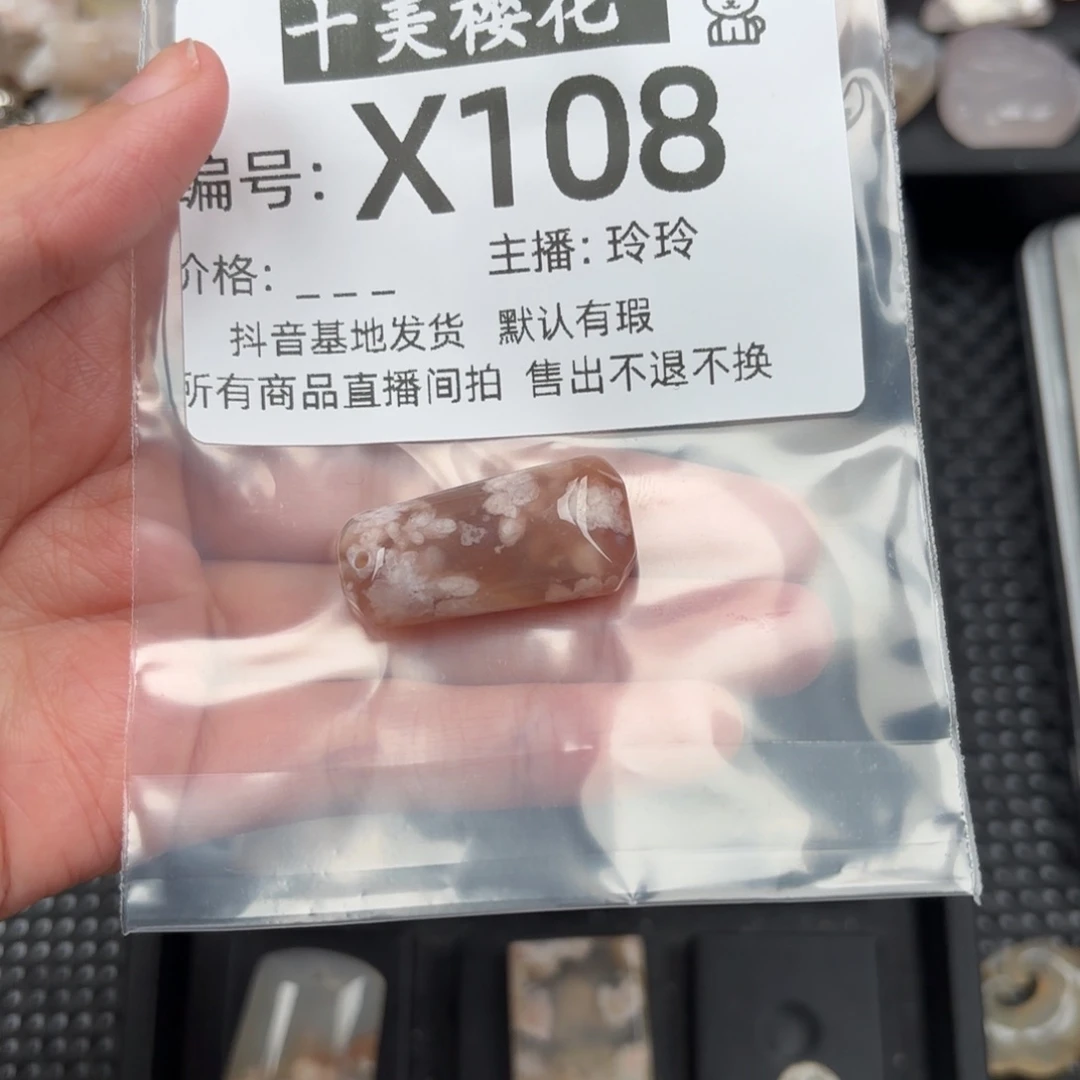 十美樱花
编号: X108
价格: _ _ _ 主播: 玲玲
抖音基地发货 默认有瑕
所有商品直播间拍 售出不退不换